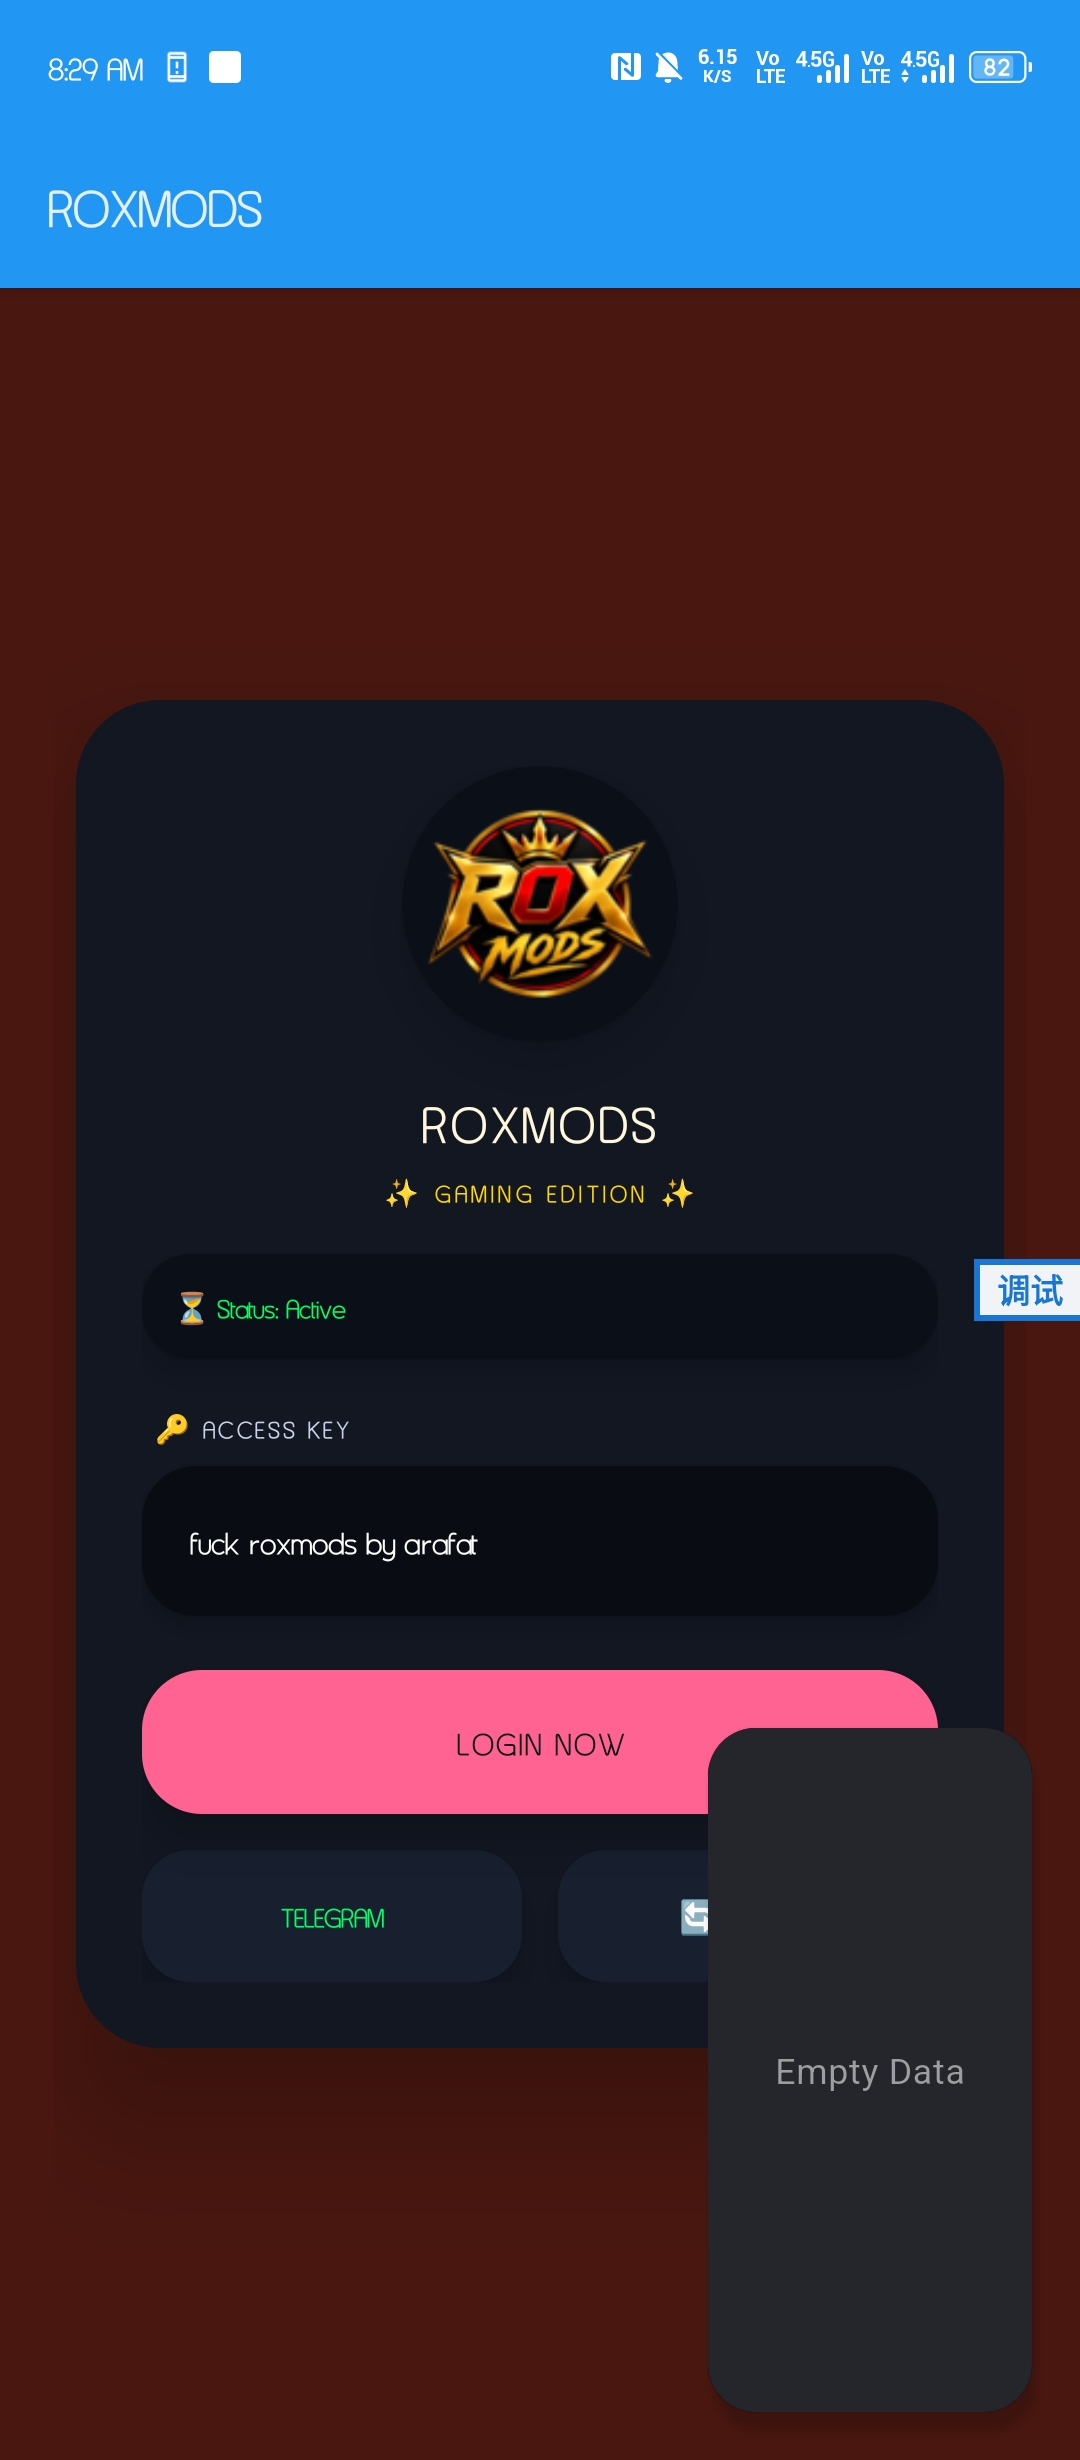 8:29 AM
6.15 K/S
Vo LTE 4.5G Vo LTE 4.5G 82
ROXMODS
ROX
MODS
ROXMODS
✨ GAMING EDITION ✨
⏳ Status: Active
调试
🔑 ACCESS KEY
fuck roxmods by arafat
LOGIN NOW
TELEGRAM
🔄
Empty Data